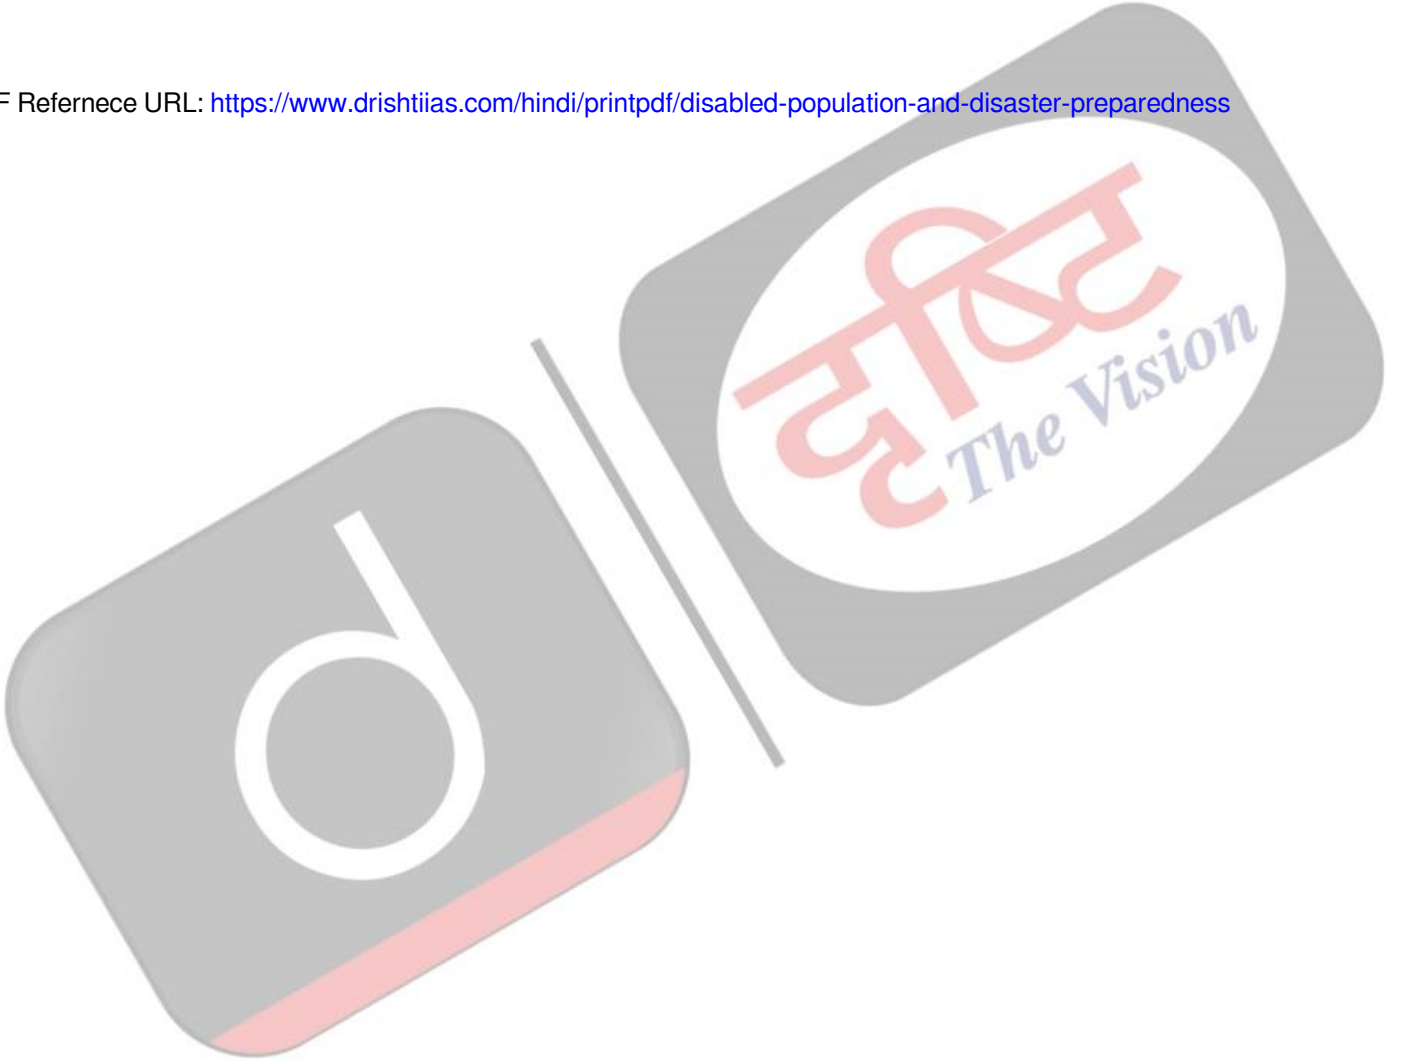 F Refernece URL: https://www.drishtiias.com/hindi/printpdf/disabled-population-and-disaster-preparedness
दृष्टि
The Vision
d